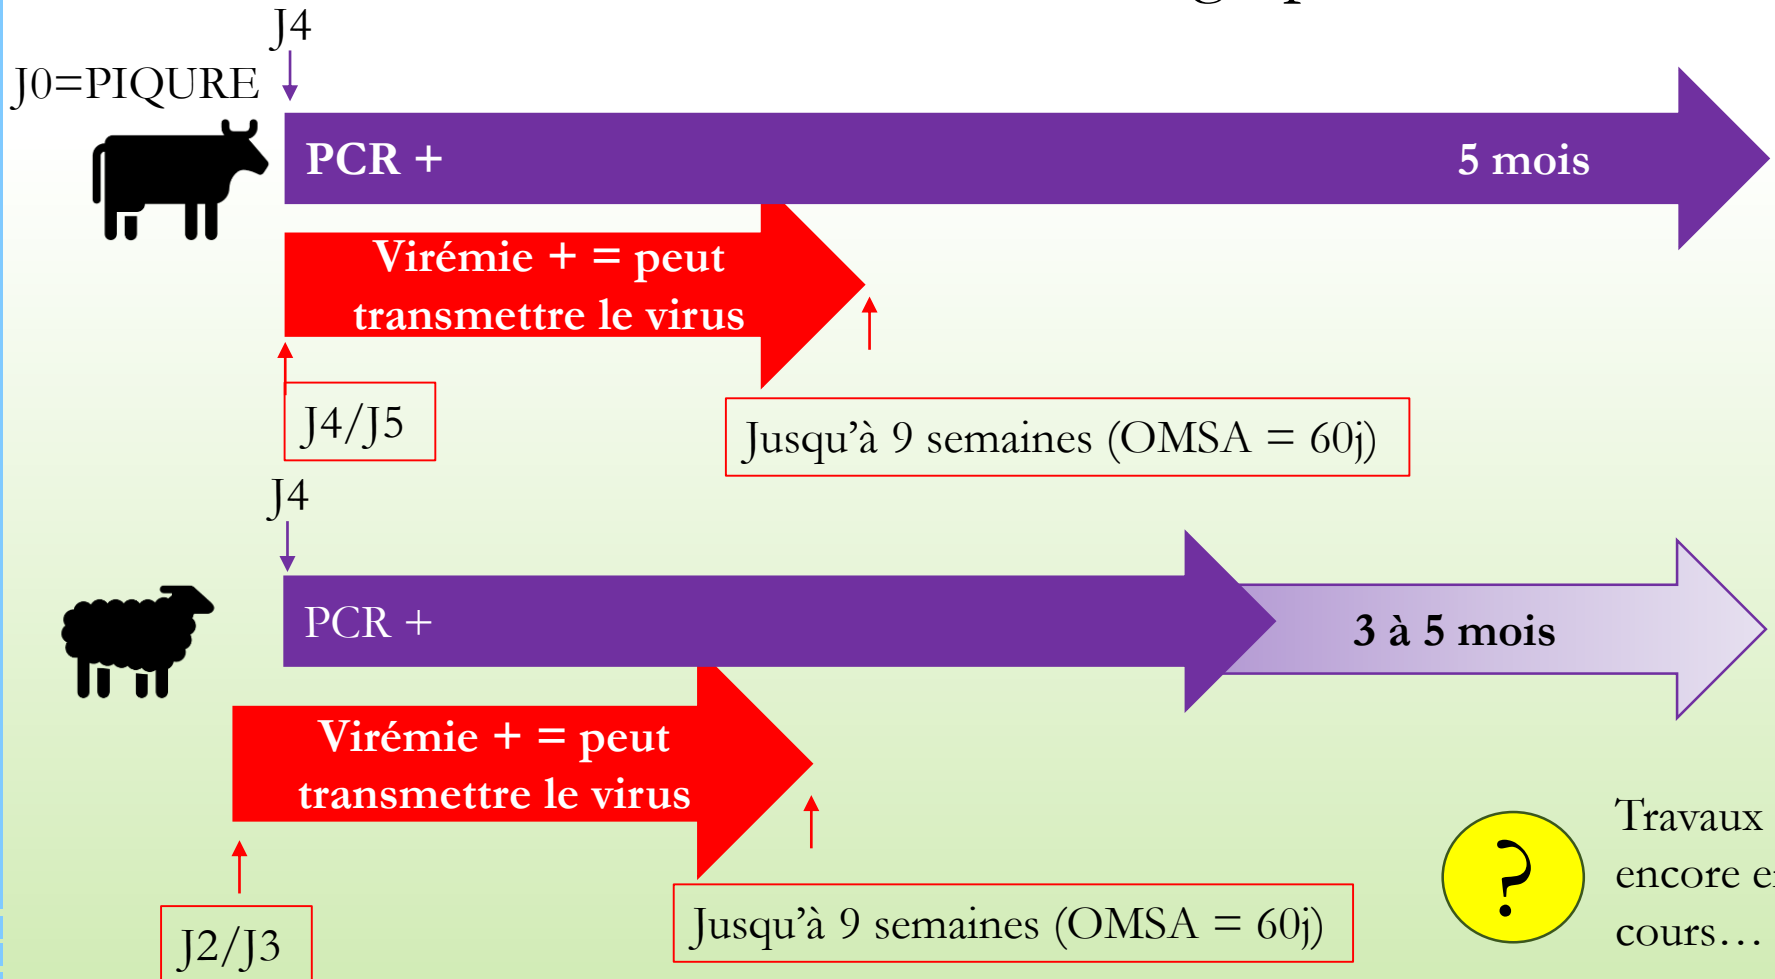 J4
J0=PIQURE
PCR +
5 mois
Virémie + = peut
transmettre le virus
J4/J5
Jusqu'à 9 semaines (OMSA = 60j)
J4
PCR +
3 à 5 mois
Virémie + = peut
transmettre le virus
J2/J3
Jusqu'à 9 semaines (OMSA = 60j)
?
Travaux
encore e
cours…